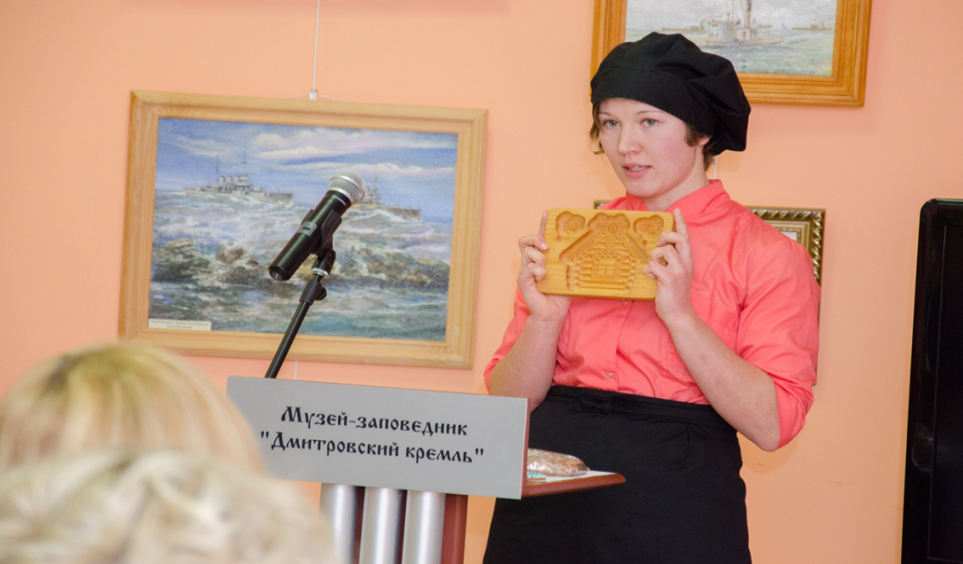 Музей-заповедник
"Дмитровский кремль"